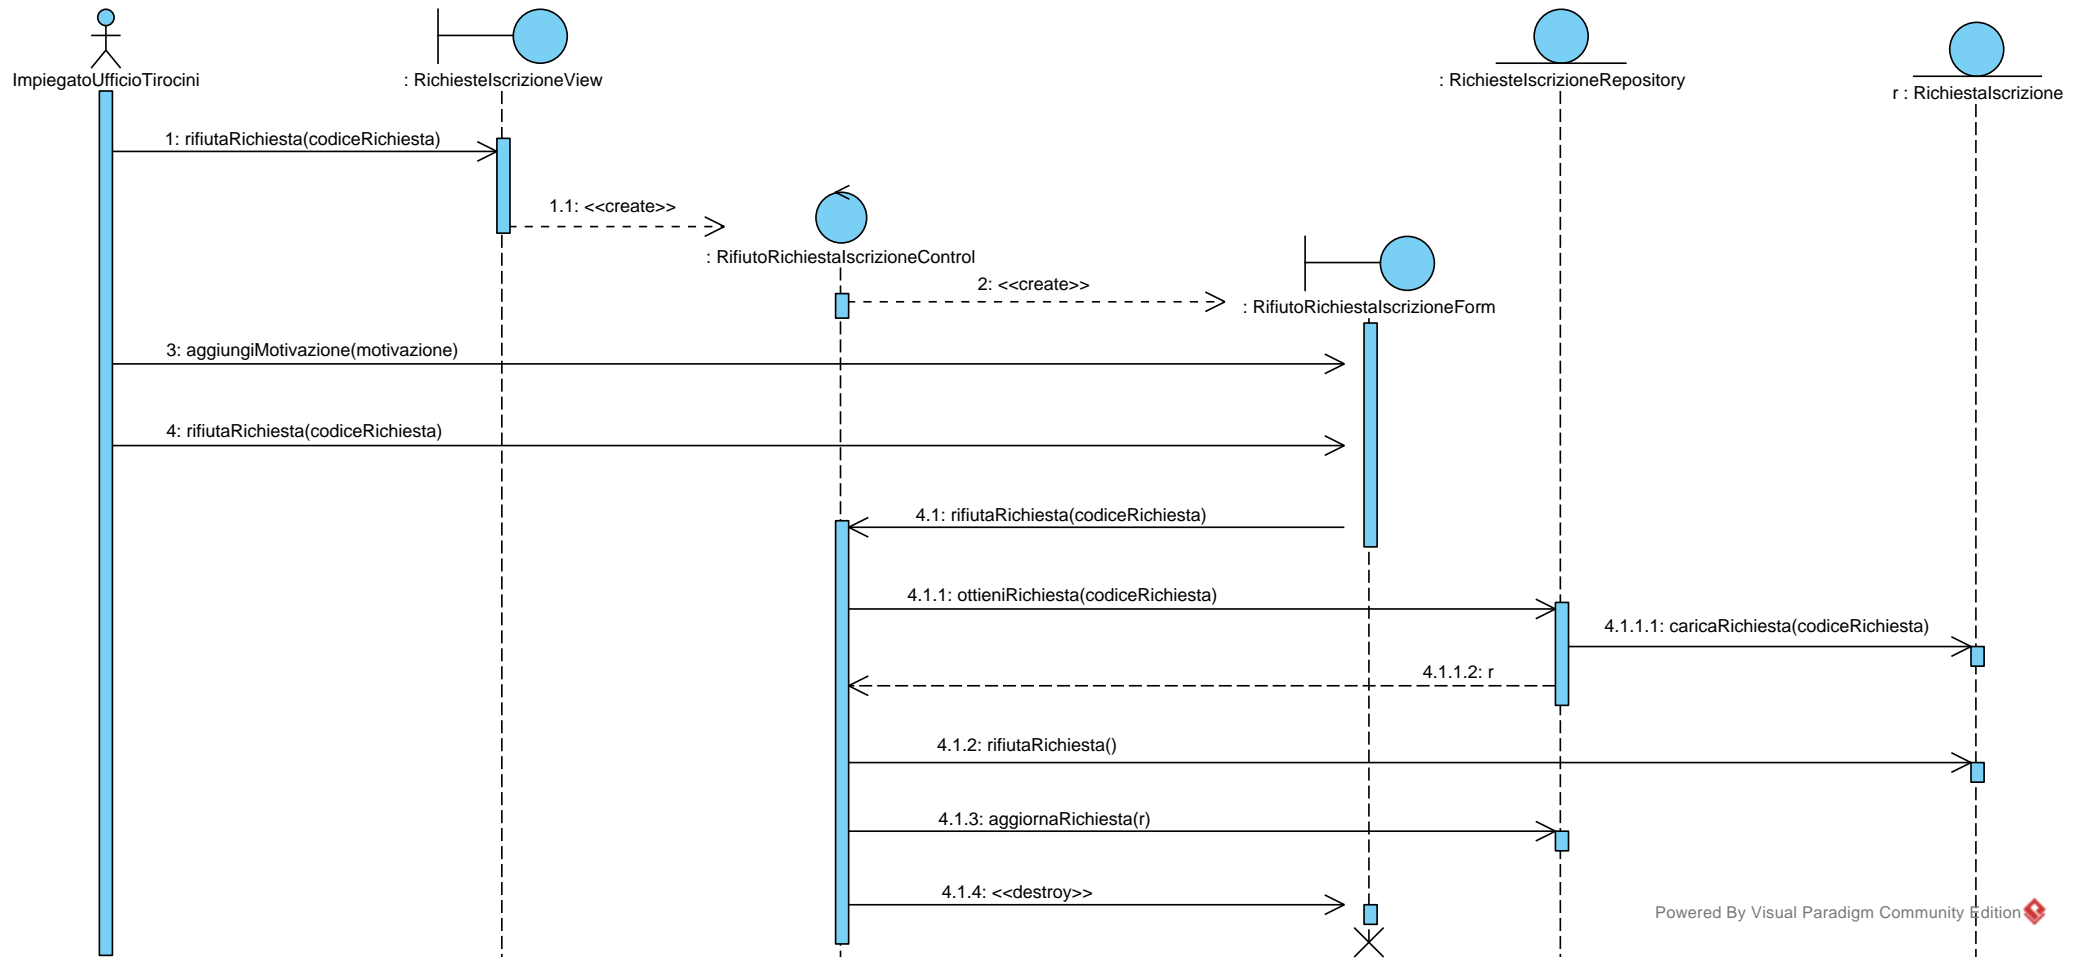 ImpiegatoUfficioTirocini
: RichiesteIscrizioneView
: RichiesteIscrizioneRepository
r : RichiestaIscrizione
1: rifiutaRichiesta(codiceRichiesta)
1.1: <<create>>
: RifiutoRichiestaIscrizioneControl
2: <<create>>
: RifiutoRichiestaIscrizioneForm
3: aggiungiMotivazione(motivazione)
4: rifiutaRichiesta(codiceRichiesta)
4.1: rifiutaRichiesta(codiceRichiesta)
4.1.1: ottieniRichiesta(codiceRichiesta)
4.1.1.1: caricaRichiesta(codiceRichiesta)
4.1.1.2: r
4.1.2: rifiutaRichiesta()
4.1.3: aggiornaRichiesta(r)
4.1.4: <<destroy>>
Powered By Visual Paradigm Community Edition